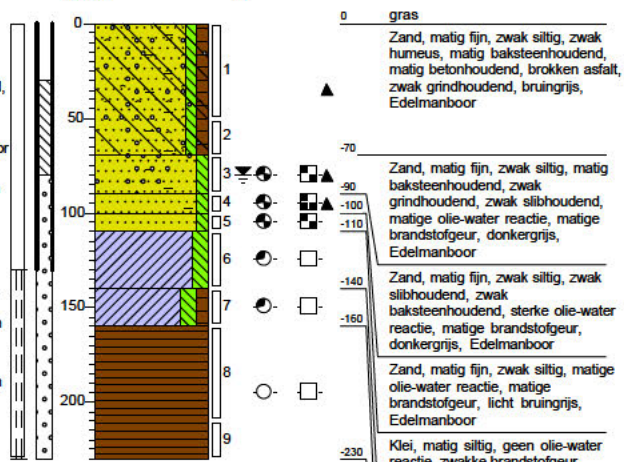 0
50
100
150
200
1
2
3
4
5
6
7
8
9
0
-70
-90
-100
-110
-140
-160
-230
gras
Zand, matig fijn, zwak siltig, zwak
humeus, matig baksteenhoudend,
matig betonhoudend, brokken asfalt,
zwak grindhoudend, bruingrijs,
Edelmanboor
Zand, matig fijn, zwak siltig, matig
baksteenhoudend, zwak
grindhoudend, zwak slibhoudend,
matige olie-water reactie, matige
brandstofgeur, donkergrijs,
Edelmanboor
Zand, matig fijn, zwak siltig, zwak
slibhoudend, zwak
baksteenhoudend, sterke olie-water
reactie, matige brandstofgeur,
donkergrijs, Edelmanboor
Zand, matig fijn, zwak siltig, matige
olie-water reactie, matige
brandstofgeur, licht bruingrijs,
Edelmanboor
Klei, matig siltig, geen olie-water
reactie, zwakke brandstofgeur,